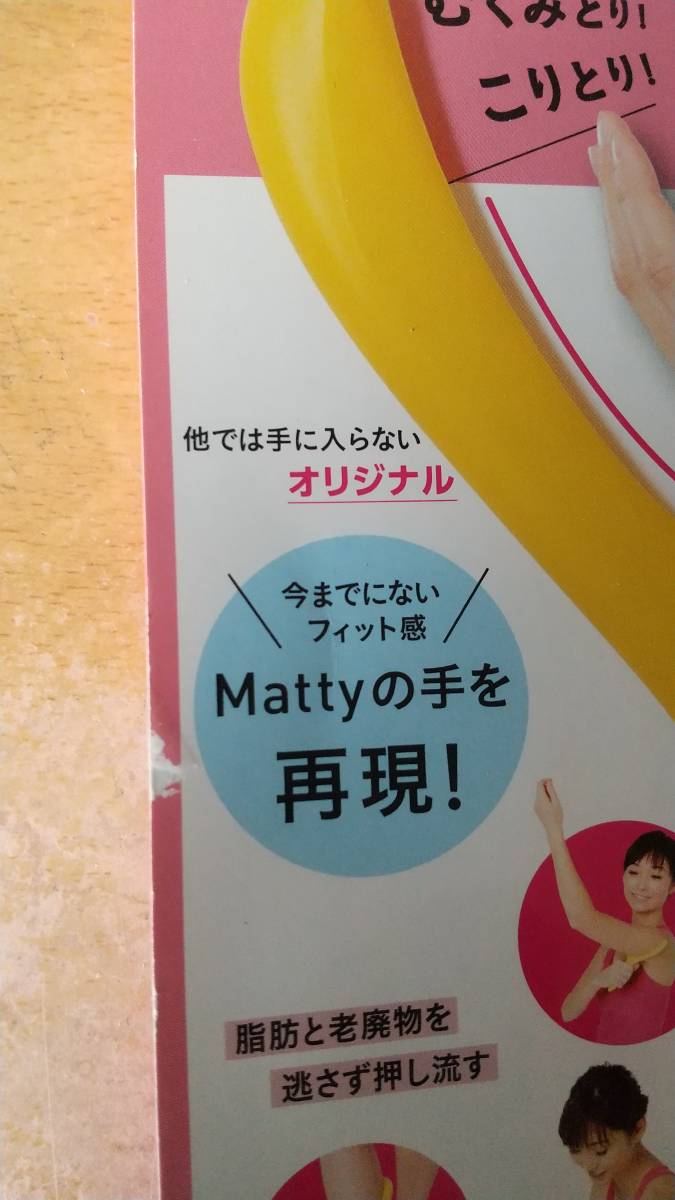 むくみとり!
こりとり!
他では手に入らない
オリジナル
今までにない
フィット感
Mattyの手を
再現!
脂肪と老廃物を
逃さず押し流す